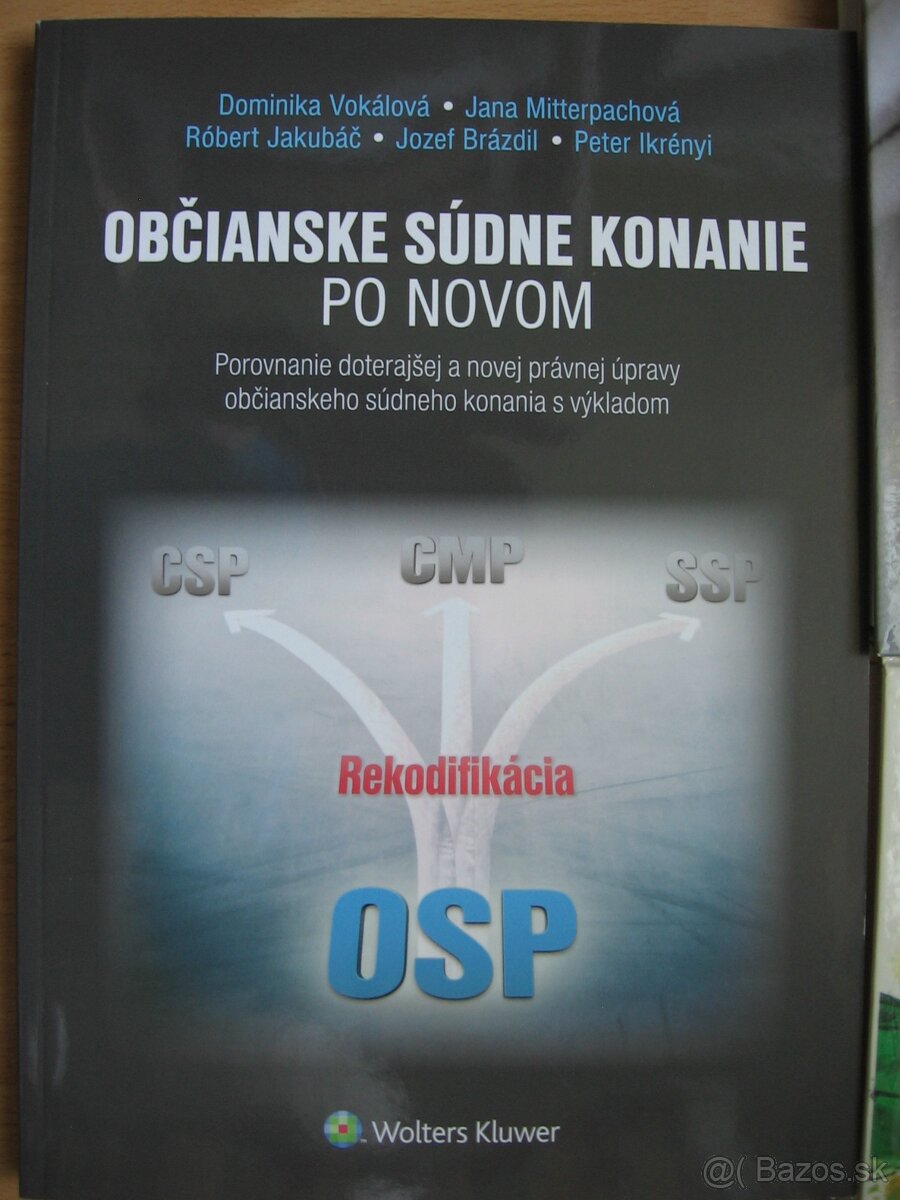 Dominika Vokálová • Jana Mitterpachová
Róbert Jakubáč • Jozef Brázdil • Peter Ikrényi
OBČIANSKE SÚDNE KONANIE
PO NOVOM
Porovnanie doterajšej a novej právnej úpravy
občianskeho súdneho konania s výkladom
CSP CMP SSP
Rekodifikácia
OSP
Wolters Kluwer
@( Bazos.sk